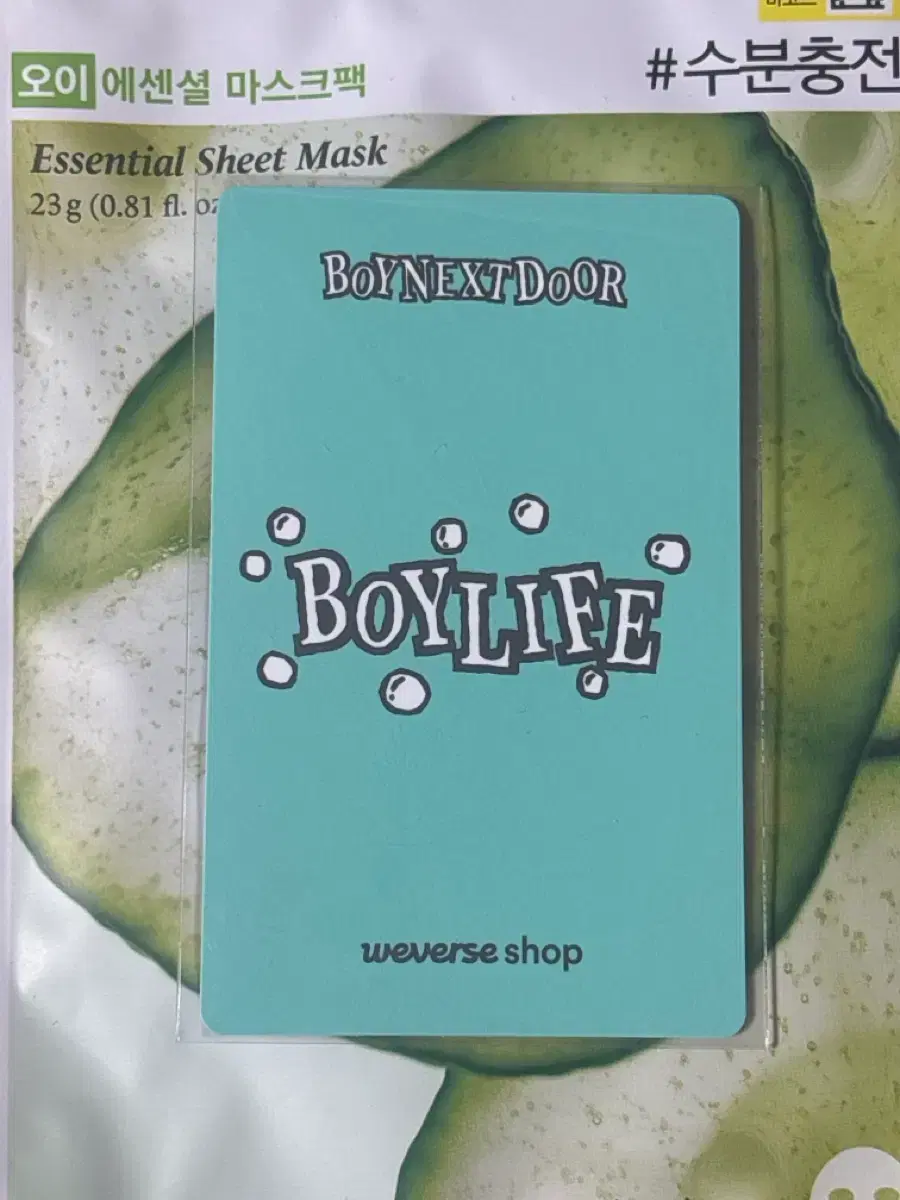 오이 에센셜 마스크팩
#수분충전
Essential Sheet Mask
23 g (0.81 fl. oz
BOYNEXTDOOR
BOYLIFE
weverse shop